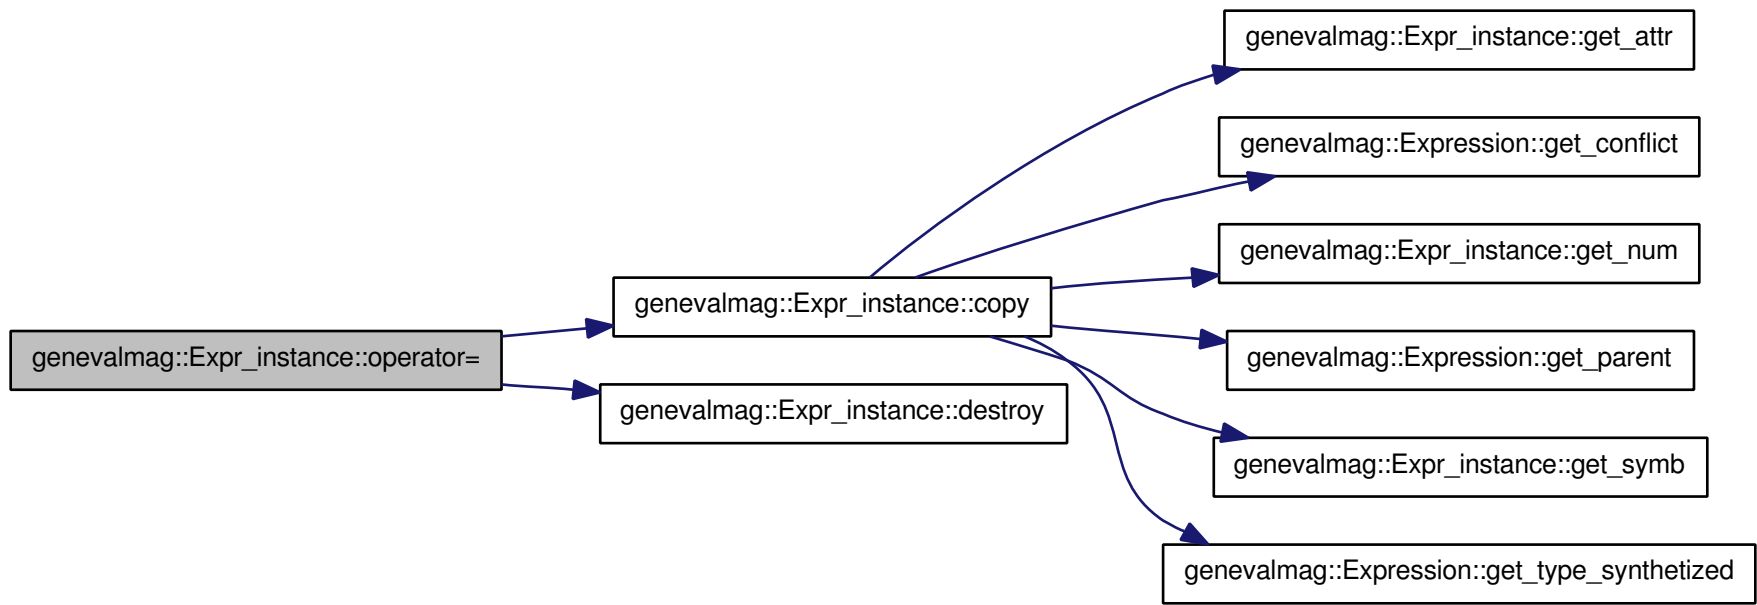 genevalmag::Expr_instance::get_attr
genevalmag::Expression::get_conflict
genevalmag::Expr_instance::get_num
genevalmag::Expr_instance::copy
genevalmag::Expr_instance::operator=
genevalmag::Expression::get_parent
genevalmag::Expr_instance::destroy
genevalmag::Expr_instance::get_symb
genevalmag::Expression::get_type_synthetized